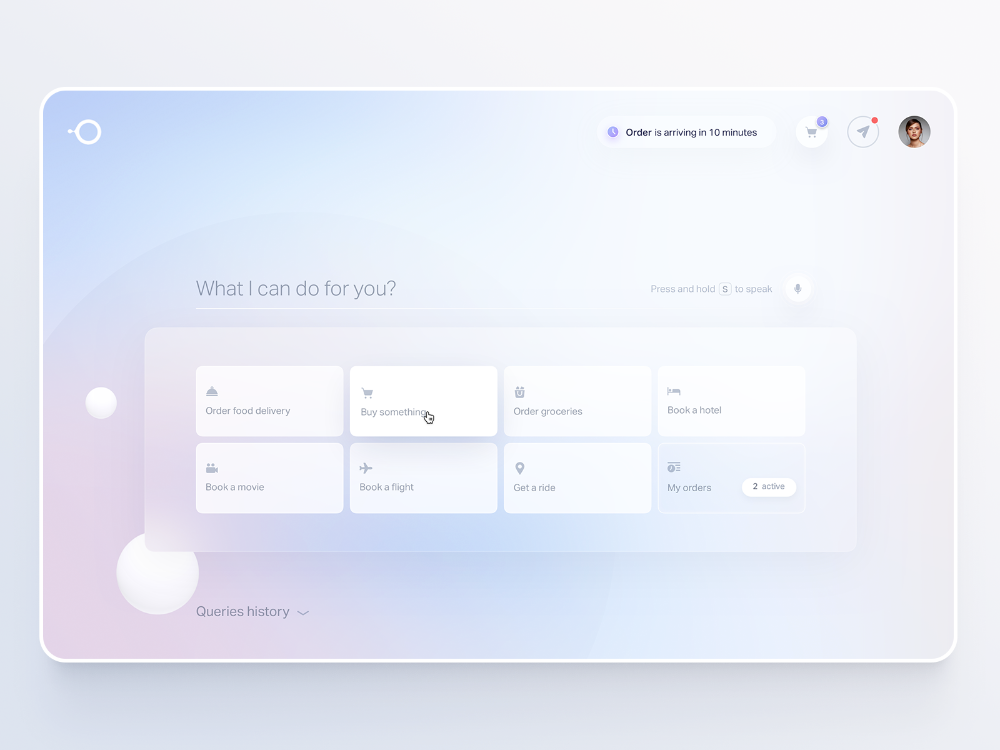 Order is arriving in 10 minutes
3
What I can do for you?
Press and hold S to speak
Order food delivery
Buy something
Order groceries
Book a hotel
Book a movie
Book a flight
Get a ride
My orders
2 active
Queries history